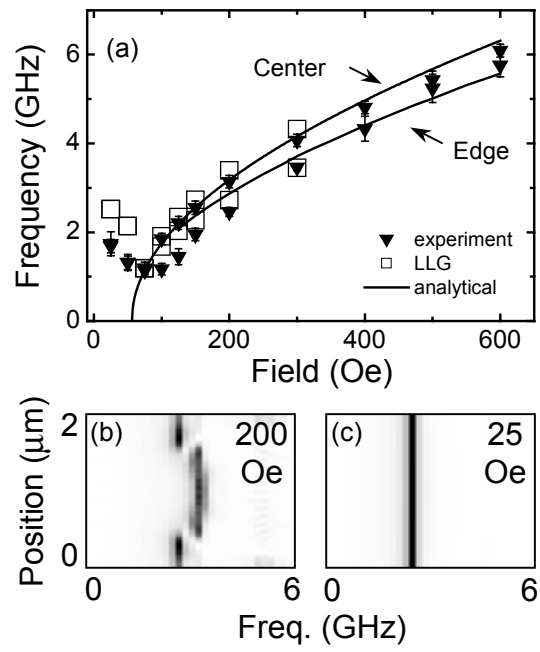 (a)
Center
Edge
experiment
LLG
analytical
Frequency (GHz)
6
4
2
0
0 200 400 600
Field (Oe)
(b) 200
Oe
(c) 25
Oe
Position (μm)
2
0
0 6 0 6
Freq. (GHz)